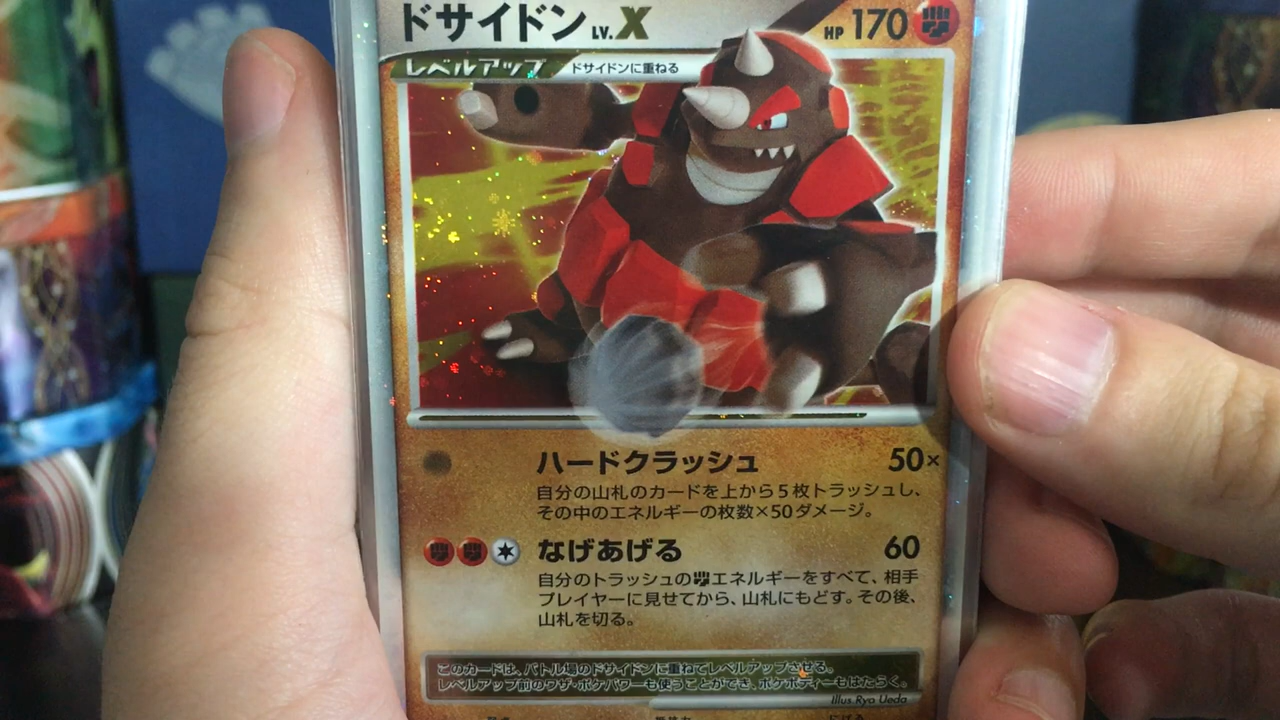 ドサイドン LV.X HP 170
レベルアップ ドサイドンに重ねる
ハードクラッシュ 50×
自分の山札のカードを上から5枚トラッシュし、
その中のエネルギーの枚数×50ダメージ。
なげあげる 60
自分のトラッシュのエネルギーをすべて、相手
プレイヤーに見せてから、山札にもどす。その後、
山札を切る。
このカードは、バトル場のドサイドンに重ねてレベルアップさせる。
レベルアップ前のワザ・ポケパワーも使うことができ、ポケボディーもはたらく。
Illus.Ryo Ueda